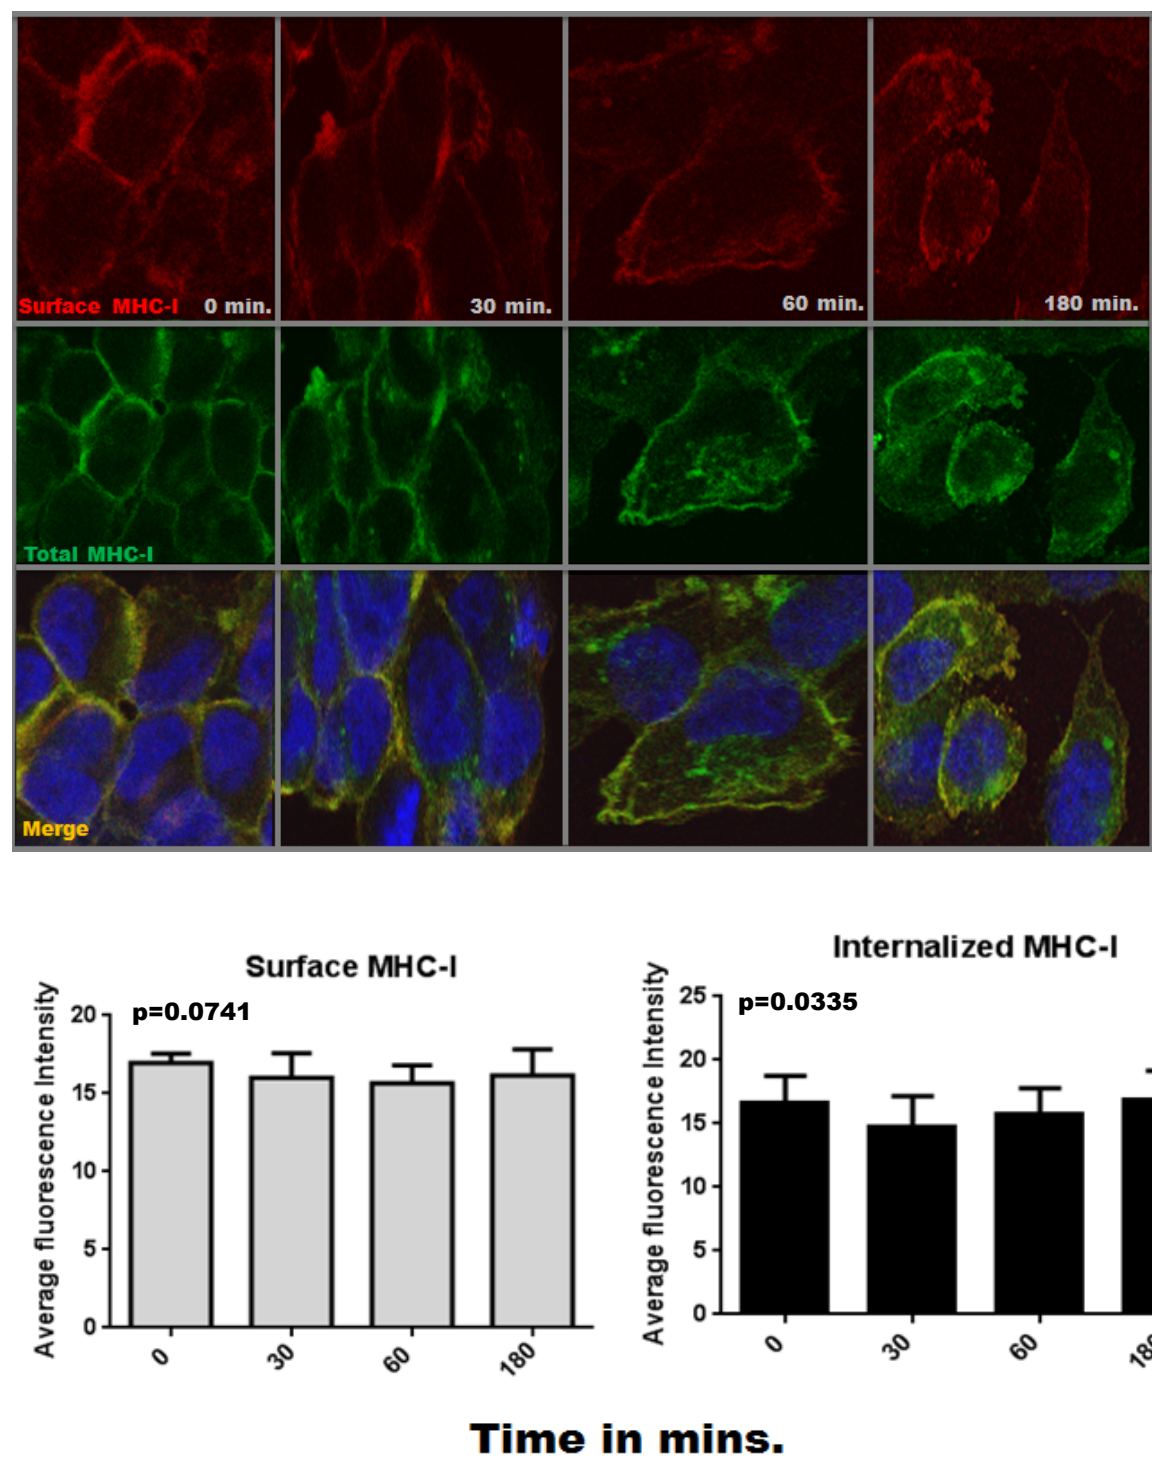 Surface MHC-I 0 min.
30 min.
60 min.
180 min.
Total MHC-I
Merge
Surface MHC-I
p=0.0741
Average fluorescence Intensity
20
15
10
5
0
0
30
60
180
Internalized MHC-I
p=0.0335
Average fluorescence Intensity
25
20
15
10
5
0
0
30
60
Time in mins.